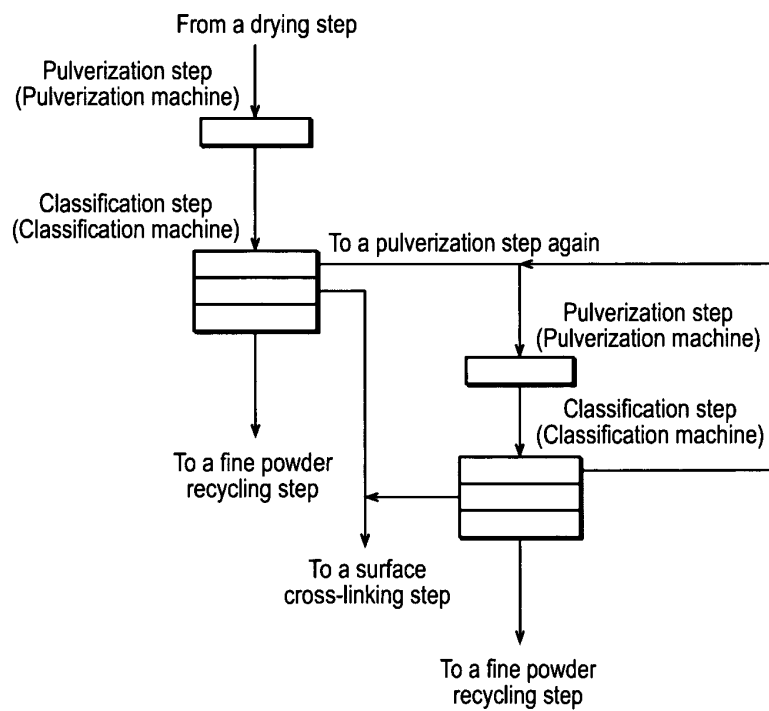 From a drying step
Pulverization step
(Pulverization machine)
Classification step
(Classification machine)
To a pulverization step again
Pulverization step
(Pulverization machine)
Classification step
(Classification machine)
To a fine powder
recycling step
To a surface
cross-linking step
To a fine powder
recycling step